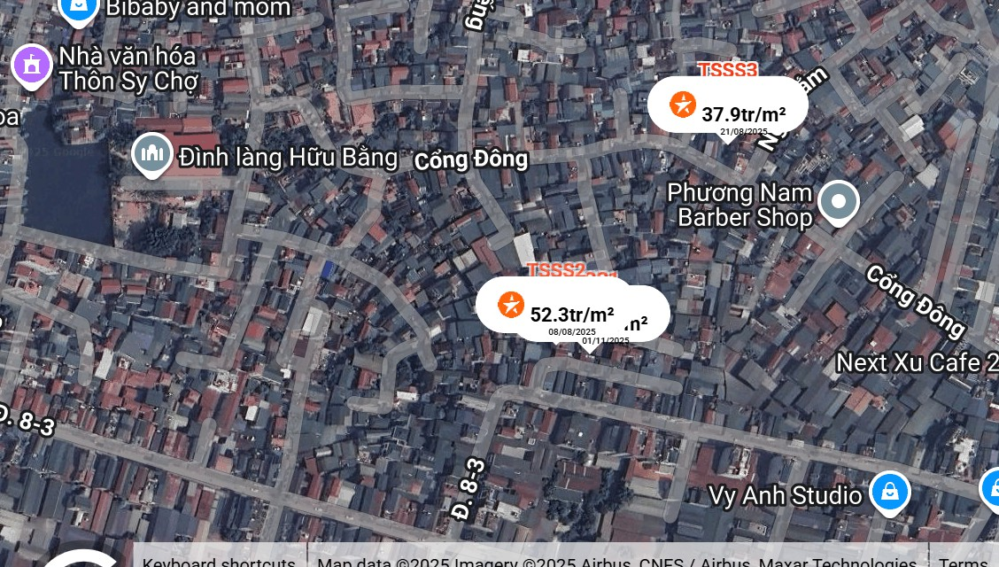 Bibaby and mom
Nhà văn hóa
Thôn Sy Chợ
TSSS3
37.9tr/m²
21/08/2025
Đình làng Hữu Bằng
Cổng Đông
Phương Nam
Barber Shop
TSSS2
52.3tr/m²
08/08/2025
m²
01/11/2025
Cổng Đông
Next Xu Cafe 2
Đ. 8-3
Đ. 8-3
Vy Anh Studio
Keyboard shortcuts
Map data ©2025 Imagery ©2025 Airbus, CNES / Airbus, Maxar Technologies
Terms